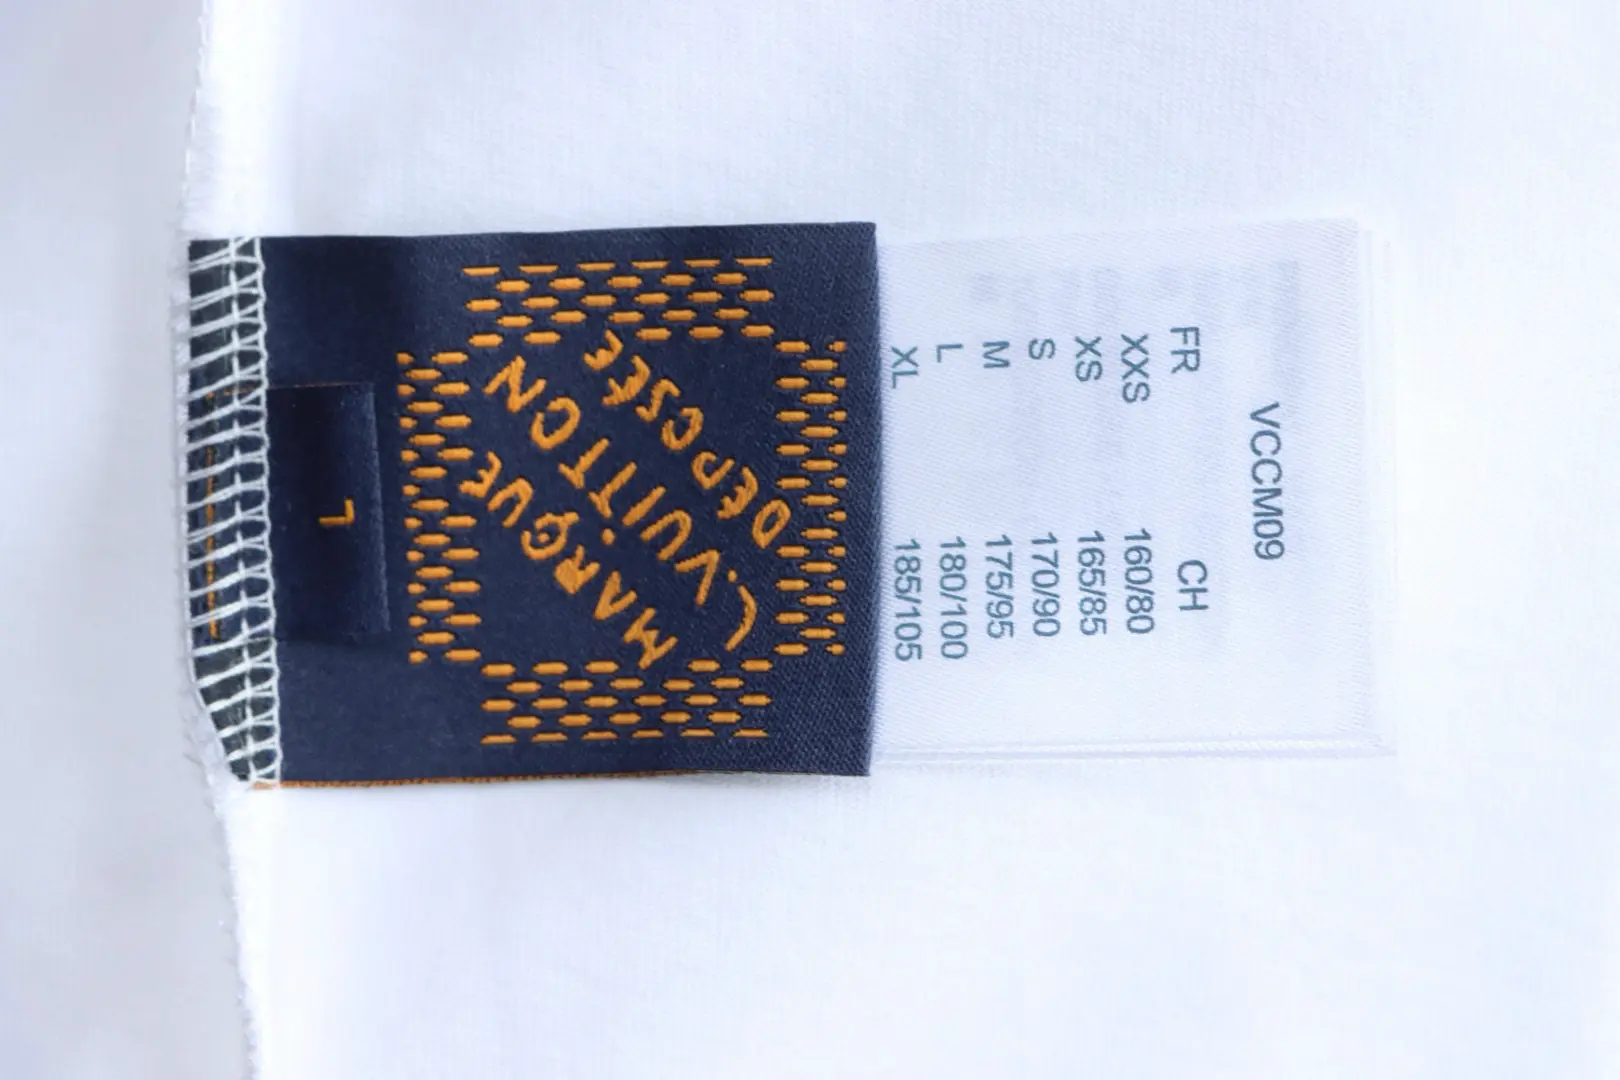 L
MARQUE
L.VUITTON
DÉPOSÉE
VCCM09
FR CH
XXS 160/80
XS 165/85
S 170/90
M 175/95
L 180/100
XL 185/105